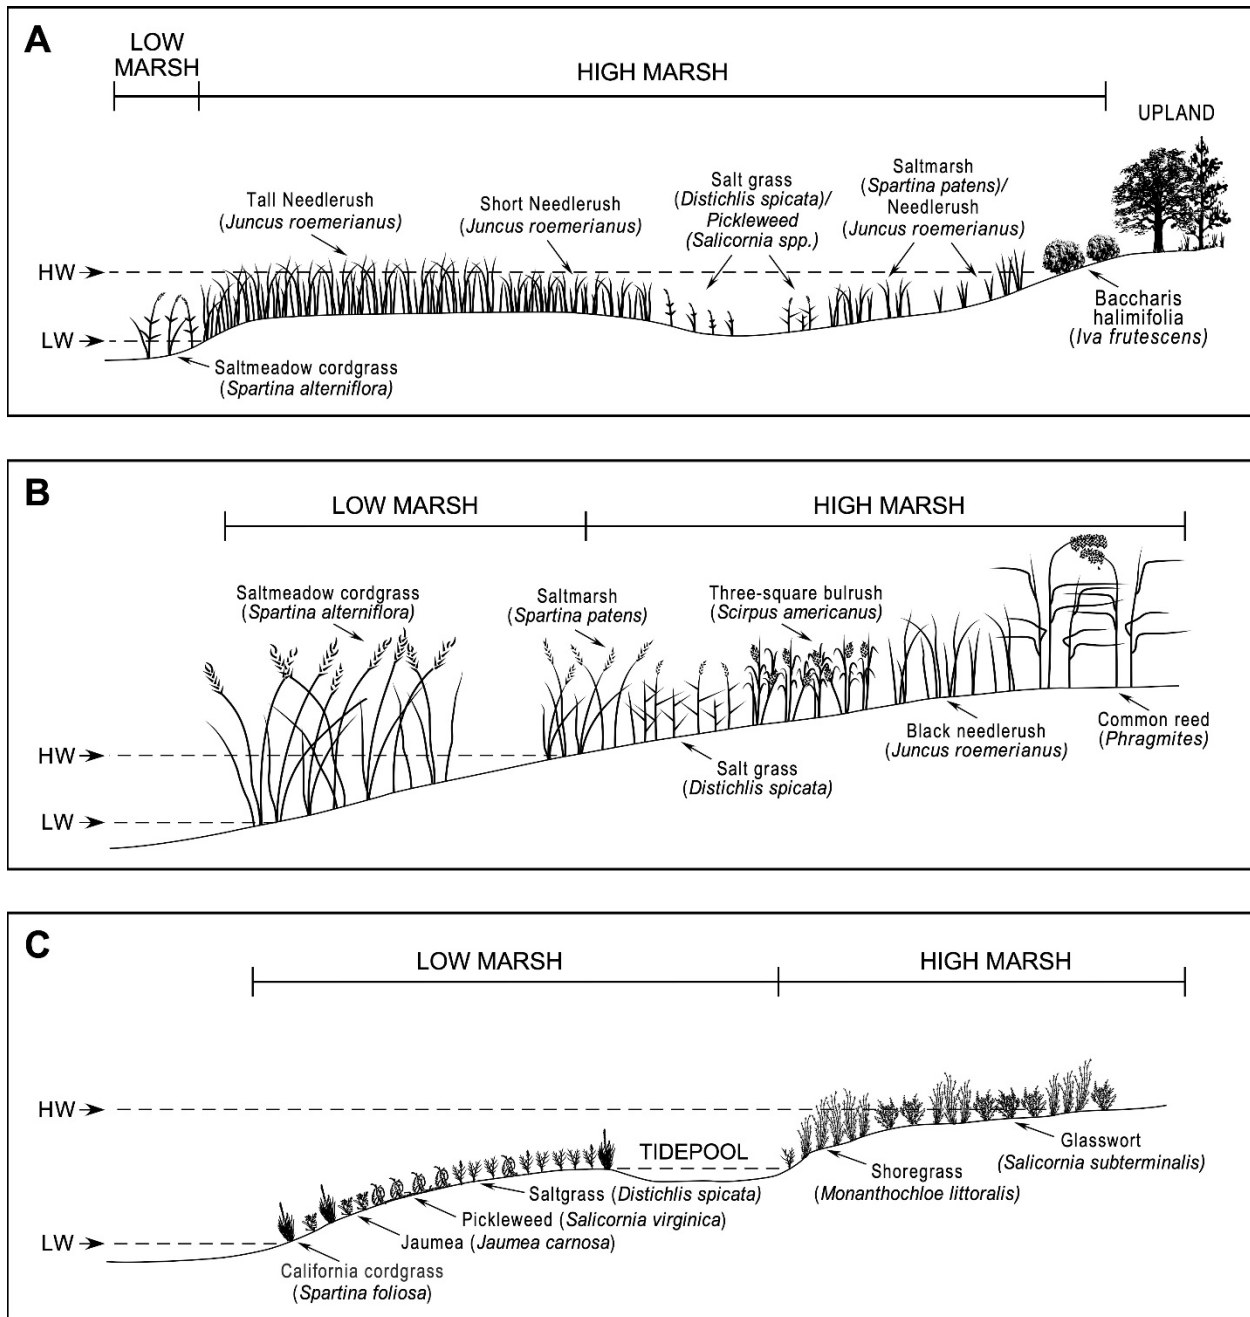 A
LOW
MARSH
HIGH MARSH
UPLAND
Tall Needlerush
(Juncus roemerianus)
Short Needlerush
(Juncus roemerianus)
Salt grass
(Distichlis spicata)/
Pickleweed
(Salicornia spp.)
Saltmarsh
(Spartina patens)/
Needlerush
(Juncus roemerianus)
HW
LW
Saltmeadow cordgrass
(Spartina alterniflora)
Baccharis
halimifolia
(Iva frutescens)
B
LOW MARSH
HIGH MARSH
Saltmeadow cordgrass
(Spartina alterniflora)
Saltmarsh
(Spartina patens)
Three-square bulrush
(Scirpus americanus)
HW
LW
Salt grass
(Distichlis spicata)
Black needlerush
(Juncus roemerianus)
Common reed
(Phragmites)
C
LOW MARSH
HIGH MARSH
HW
TIDEPOOL
Glasswort
(Salicornia subterminalis)
Shoregrass
(Monanthochloe littoralis)
Saltgrass (Distichlis spicata)
Pickleweed (Salicornia virginica)
Jaumea (Jaumea carnosa)
LW
California cordgrass
(Spartina foliosa)